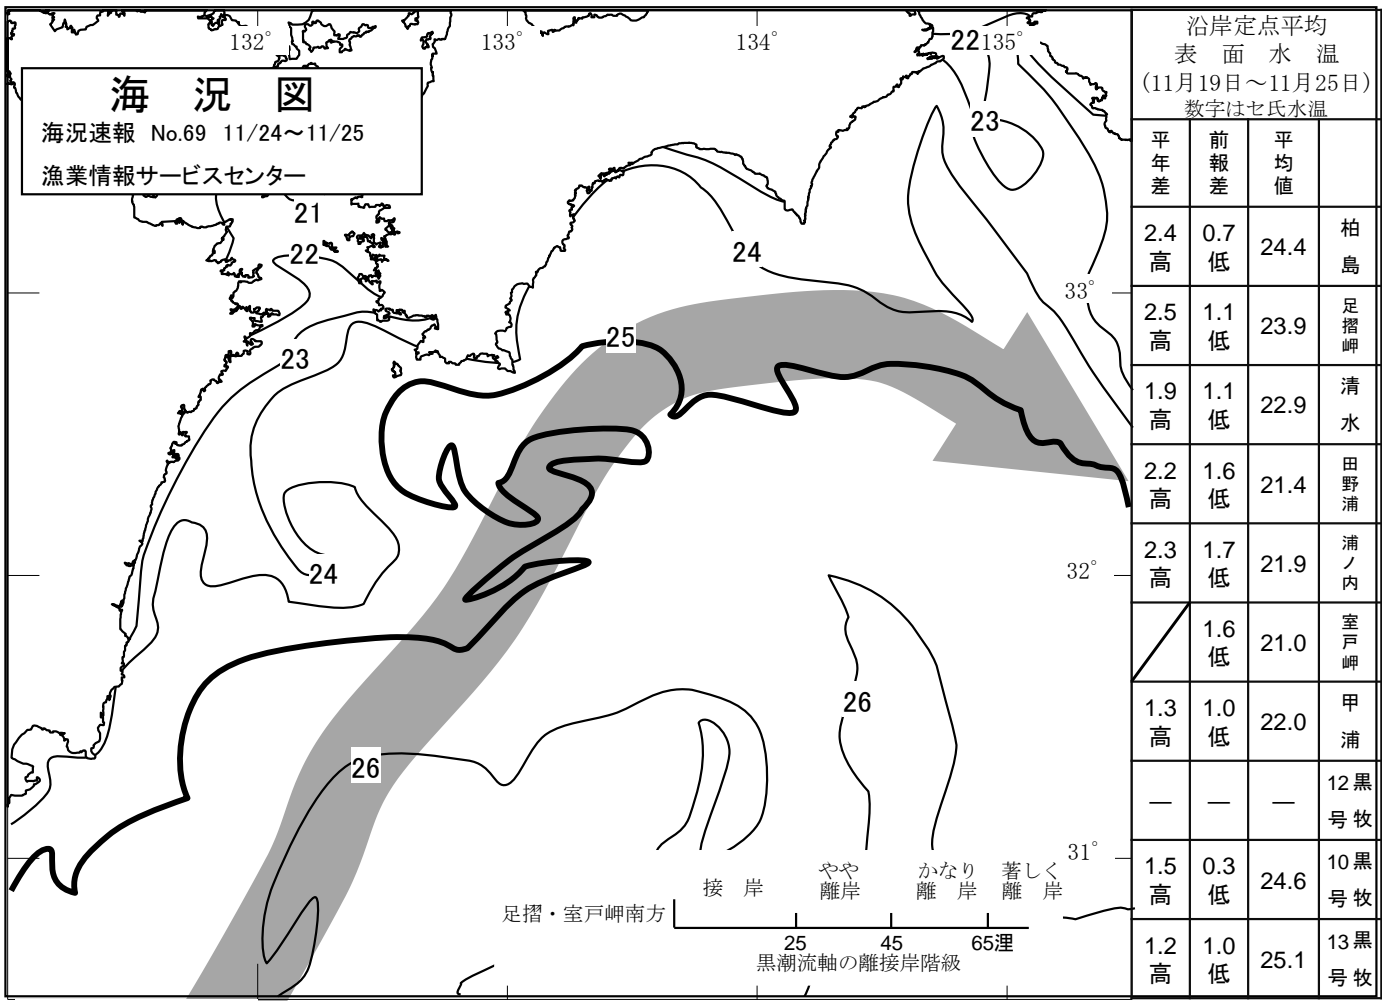 海 況 図
海況速報 No.69 11/24～11/25
漁業情報サービスセンター
132°
133°
134°
135°
22
23
21
22
24
33°
25
23
24
32°
26
26
31°
接 岸
やや
離岸
かなり
離 岸
著しく
離 岸
足摺・室戸岬南方
25
45
65浬
黒潮流軸の離接岸階級
沿岸定点平均
表 面 水 温
(11月19日～11月25日)
数字はセ氏水温
平年差 前報差 平均値
2.4高 0.7低 24.4 柏島
2.5高 1.1低 23.9 足摺岬
1.9高 1.1低 22.9 清水
2.2高 1.6低 21.4 田野浦
2.3高 1.7低 21.9 浦ノ内
1.6低 21.0 室戸岬
1.3高 1.0低 22.0 甲浦
― ― ― 黒牧12号
1.5高 0.3低 24.6 黒牧10号
1.2高 1.0低 25.1 黒牧13号